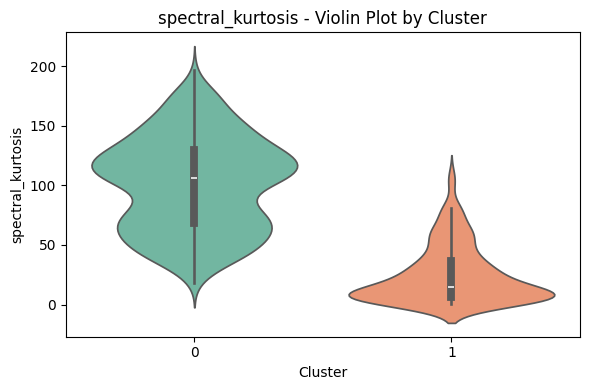 spectral_kurtosis - Violin Plot by Cluster
spectral_kurtosis
200
150
100
50
0
0
1
Cluster